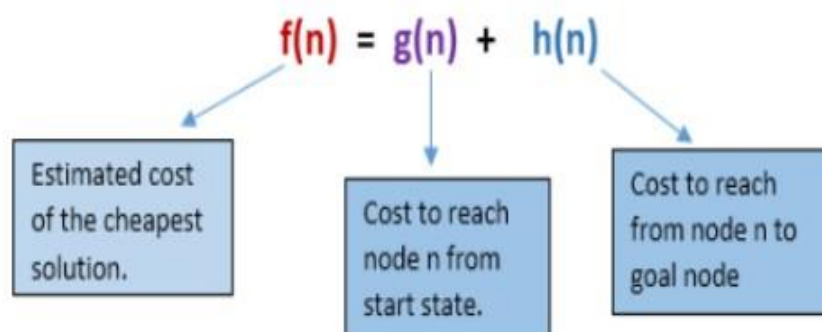 f(n) = g(n) + h(n)
Estimated cost
of the cheapest
solution.
Cost to reach
node n from
start state.
Cost to reach
from node n to
goal node